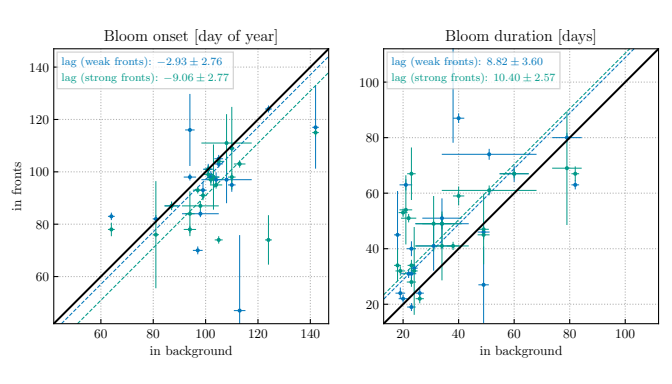 Bloom onset [day of year]
lag (weak fronts): −2.93 ± 2.76
lag (strong fronts): −9.06 ± 2.77
140
120
100
80
60
in fronts
60 80 100 120 140
in background
Bloom duration [days]
lag (weak fronts): 8.82 ± 3.60
lag (strong fronts): 10.40 ± 2.57
100
80
60
40
20
20 40 60 80 100
in background